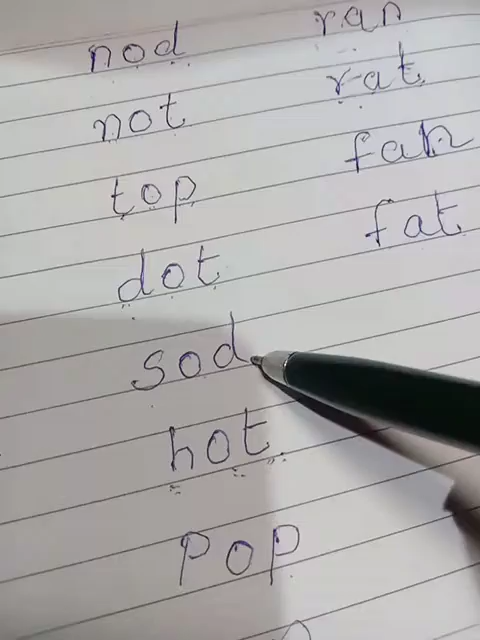 nod ran
not rat
top fan
dot fat
sod
hot
pop